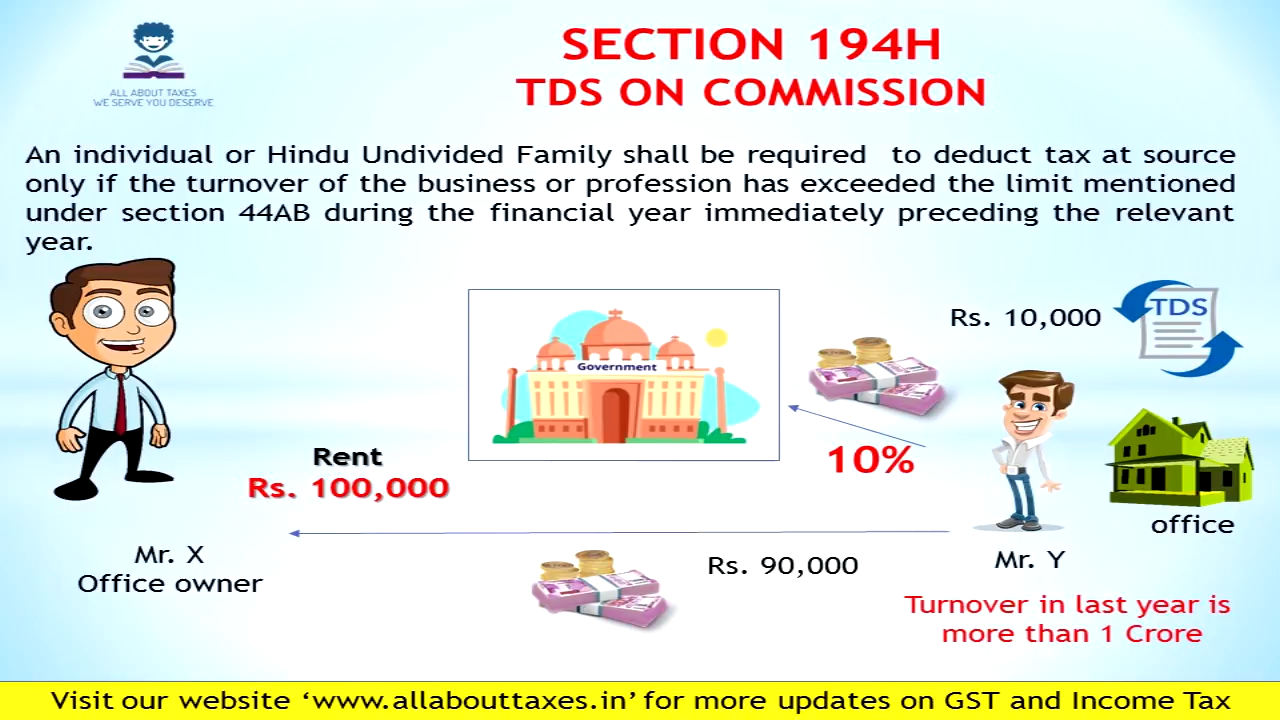 ALL ABOUT TAXES
WE SERVE YOU DESERVE
SECTION 194H
TDS ON COMMISSION
An individual or Hindu Undivided Family shall be required to deduct tax at source
only if the turnover of the business or profession has exceeded the limit mentioned
under section 44AB during the financial year immediately preceding the relevant
year.
Government
Rs. 10,000
TDS
10%
Rent
Rs. 100,000
office
Mr. X
Office owner
Rs. 90,000
Mr. Y
Turnover in last year is
more than 1 Crore
Visit our website ‘www.allabouttaxes.in’ for more updates on GST and Income Tax